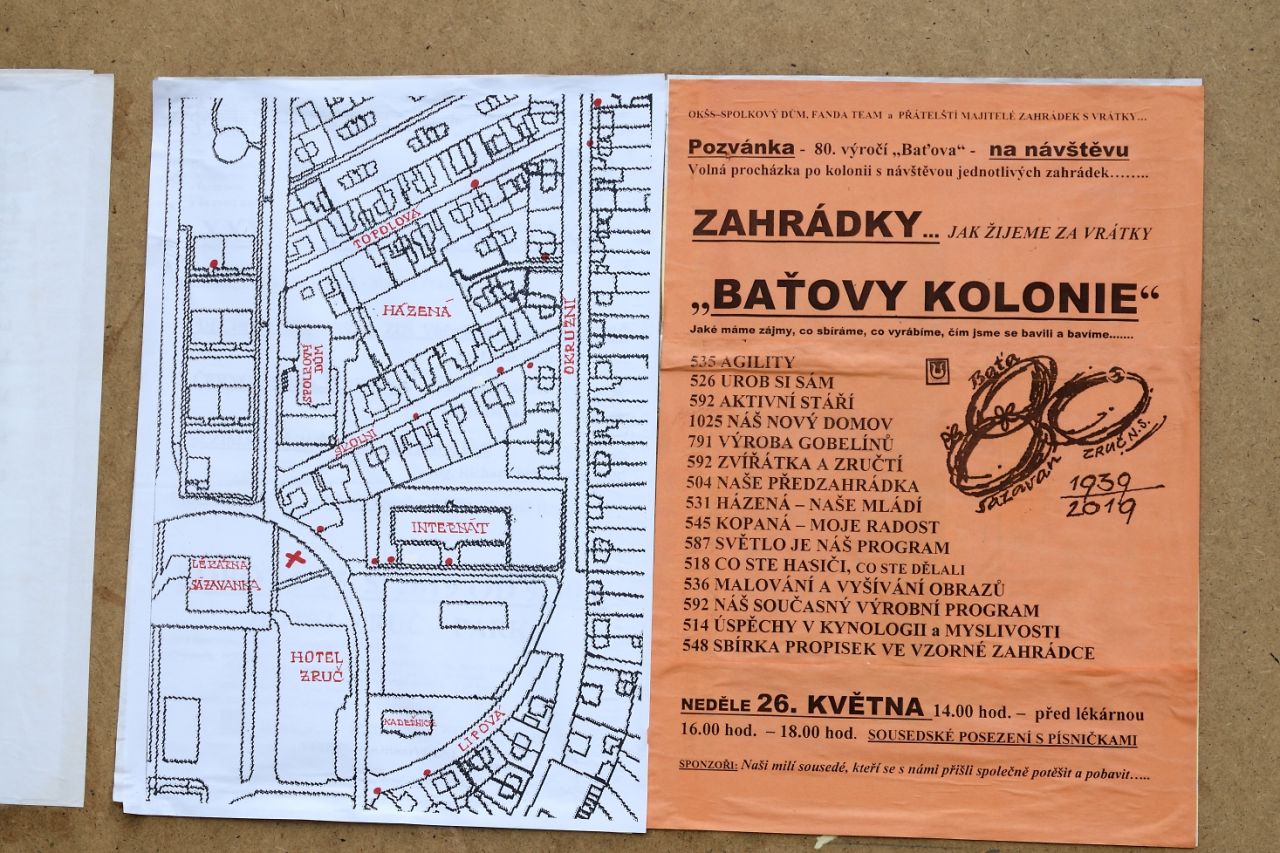 TOPOLOVÁ
HÁZENÁ
OKRUŽNÍ
SPOLKOVÝ
DŮM
ŠKOLNÍ
INTERNÁT
LÉKÁRNA
SÁZAVANKA
HOTEL
ZRUČ
KADEŘNICE
LIPOVÁ
OKŠS–SPOLKOVÝ DŮM, FANDA TEAM a PŘÁTELŠTÍ MAJITELÉ ZAHRÁDEK S VRÁTKY…
Pozvánka - 80. výročí „Baťova“ - na návštěvu
Volná procházka po kolonii s návštěvou jednotlivých zahrádek……..
ZAHRÁDKY... JAK ŽIJEME ZA VRÁTKY
„BAŤOVY KOLONIE“
Jaké máme zájmy, co sbíráme, co vyrábíme, čím jsme se bavili a bavíme…….
535 AGILITY
526 UROB SI SÁM
592 AKTIVNÍ STÁŘÍ
1025 NÁŠ NOVÝ DOMOV
791 VÝROBA GOBELÍNŮ
592 ZVÍŘÁTKA A ZRUČTÍ
504 NAŠE PŘEDZAHRÁDKA
531 HÁZENÁ – NAŠE MLÁDÍ
545 KOPANÁ – MOJE RADOST
587 SVĚTLO JE NÁŠ PROGRAM
518 CO STE HASIČI, CO STE DĚLALI
536 MALOVÁNÍ A VYŠÍVÁNÍ OBRAZŮ
592 NÁŠ SOUČASNÝ VÝROBNÍ PROGRAM
514 ÚSPĚCHY V KYNOLOGII a MYSLIVOSTI
548 SBÍRKA PROPISEK VE VZORNÉ ZAHRÁDCE
Baťa
80
Sázavan
ZRUČ N.S.
1939
2019
NEDĚLE 26. KVĚTNA 14.00 hod. – před lékárnou
16.00 hod. – 18.00 hod. SOUSEDSKÉ POSEZENÍ S PÍSNIČKAMI
SPONZOŘI: Naši milí sousedé, kteří se s námi přišli společně potěšit a pobavit…..